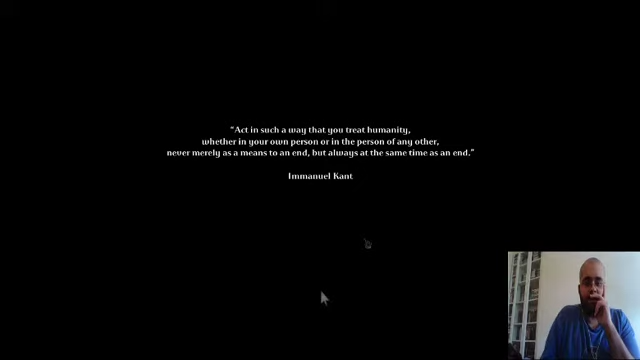 "Act in such a way that you treat humanity,
whether in your own person or in the person of any other,
never merely as a means to an end, but always at the same time as an end."
Immanuel Kant